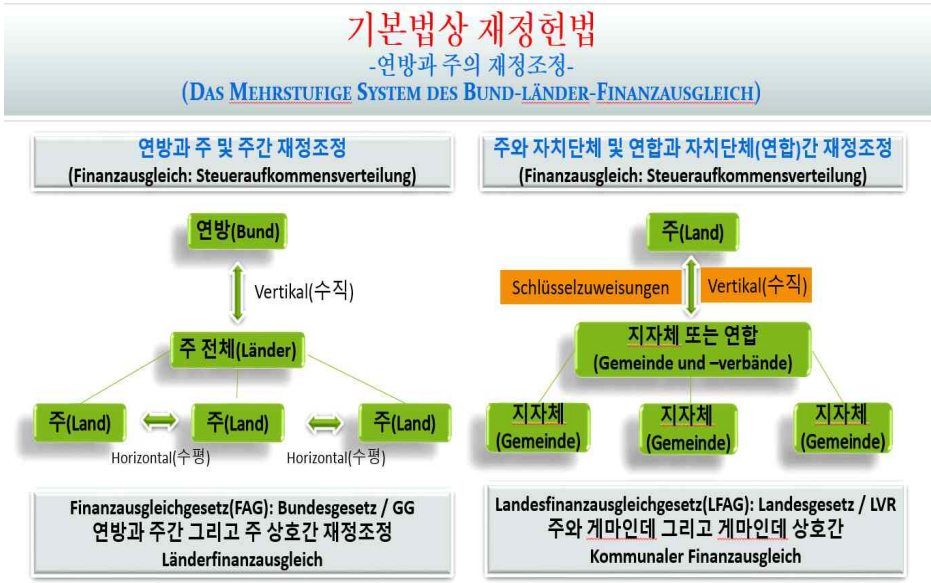 기본법상 재정헌법
-연방과 주의 재정조정-
(DAS MEHRSTUFIGE SYSTEM DES BUND-LÄNDER-FINANZAUSGLEICH)
연방과 주 및 주간 재정조정
(Finanzausgleich: Steueraufkommensverteilung)
연방(Bund)
Vertikal(수직)
주 전체(Länder)
주(Land)
주(Land)
주(Land)
Horizontal(수평)
Horizontal(수평)
Finanzausgleichgesetz(FAG): Bundesgesetz / GG
연방과 주간 그리고 주 상호간 재정조정
Länderfinanzausgleich
주와 자치단체 및 연합과 자치단체(연합)간 재정조정
(Finanzausgleich: Steueraufkommensverteilung)
주(Land)
Schlüsselzuweisungen
Vertikal(수직)
지자체 또는 연합
(Gemeinde und –verbände)
지자체
(Gemeinde)
지자체
(Gemeinde)
지자체
(Gemeinde)
Landesfinanzausgleichgesetz(LFAG): Landesgesetz / LVR
주와 게마인데 그리고 게마인데 상호간
Kommunaler Finanzausgleich